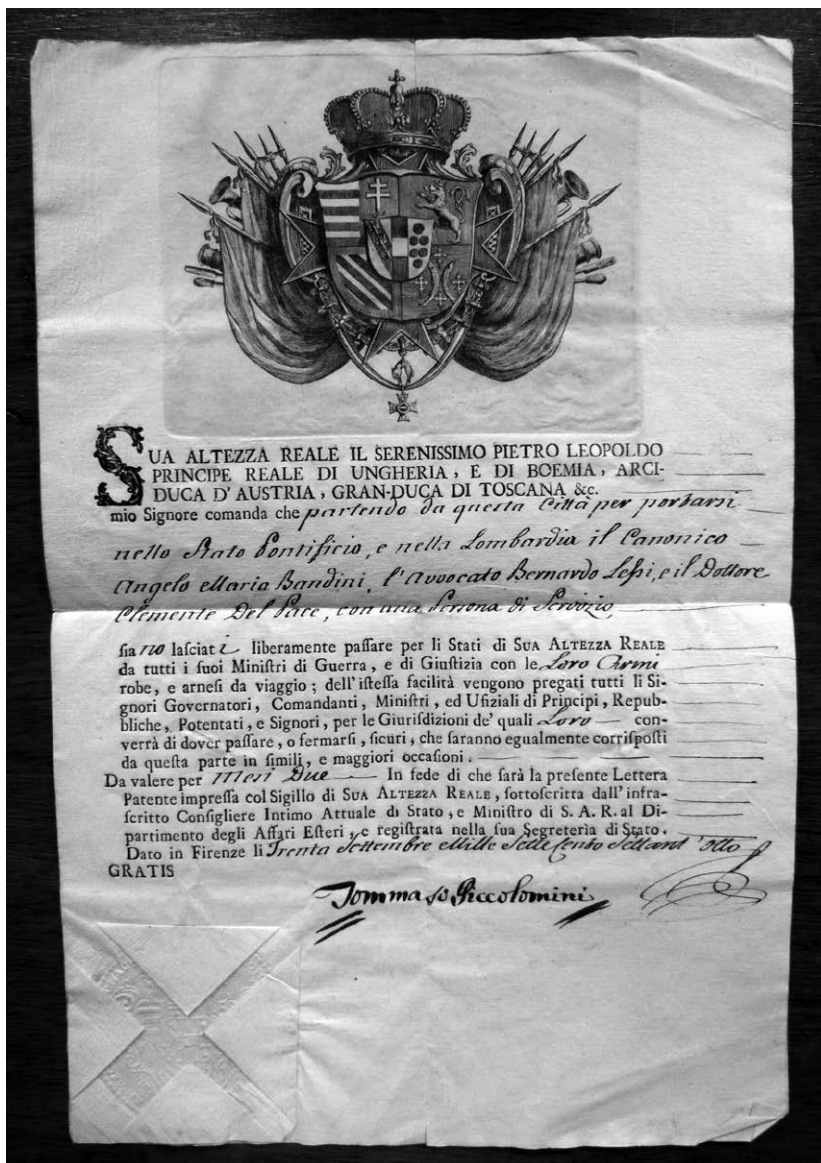 SUA ALTEZZA REALE IL SERENISSIMO PIETRO LEOPOLDO
PRINCIPE REALE DI UNGHERIA, E DI BOEMIA, ARCI-
DUCA D' AUSTRIA, GRAN-DUCA DI TOSCANA &c.
mio Signore comanda che partendo da questa Città per portarsi
nello Stato Pontificio, e nella Lombardia il Canonico
Angelo Maria Bandini, l'Avvocato Bernardo Lessi, e il Dottore
Clemente Del Pace, con una Persona di Servizio
ſiano laſciati liberamente paſſare per li Stati di SUA ALTEZZA REALE
da tutti i ſuoi Miniſtri di Guerra, e di Giuſtizia con le Loro Armi
robe, e arneſi da viaggio; dell'iſteſſa facilità vengono pregati tutti li Si-
gnori Governatori, Comandanti, Miniſtri, ed Ufiziali di Principi, Repub-
bliche, Potentati, e Signori, per le Giuriſdizioni de' quali Loro con-
verrà di dover paſſare, o fermarſi, ſicuri, che ſaranno egualmente corriſpoſti
da queſta parte in ſimili, e maggiori occaſioni.
Da valere per Mesi Due In fede di che ſarà la preſente Lettera
Patente impreſſa col Sigillo di SUA ALTEZZA REALE, ſottoſcritta dall'infra-
ſcritto Conſigliere Intimo Attuale di Stato, e Miniſtro di S. A. R. al Di-
partimento degli Affari Eſteri, e regiſtrata nella ſua Segreterìa di Stato.
Dato in Firenze li Trenta Settembre Mille Sette Cento Settant'otto
GRATIS
Tommaso Piccolomini